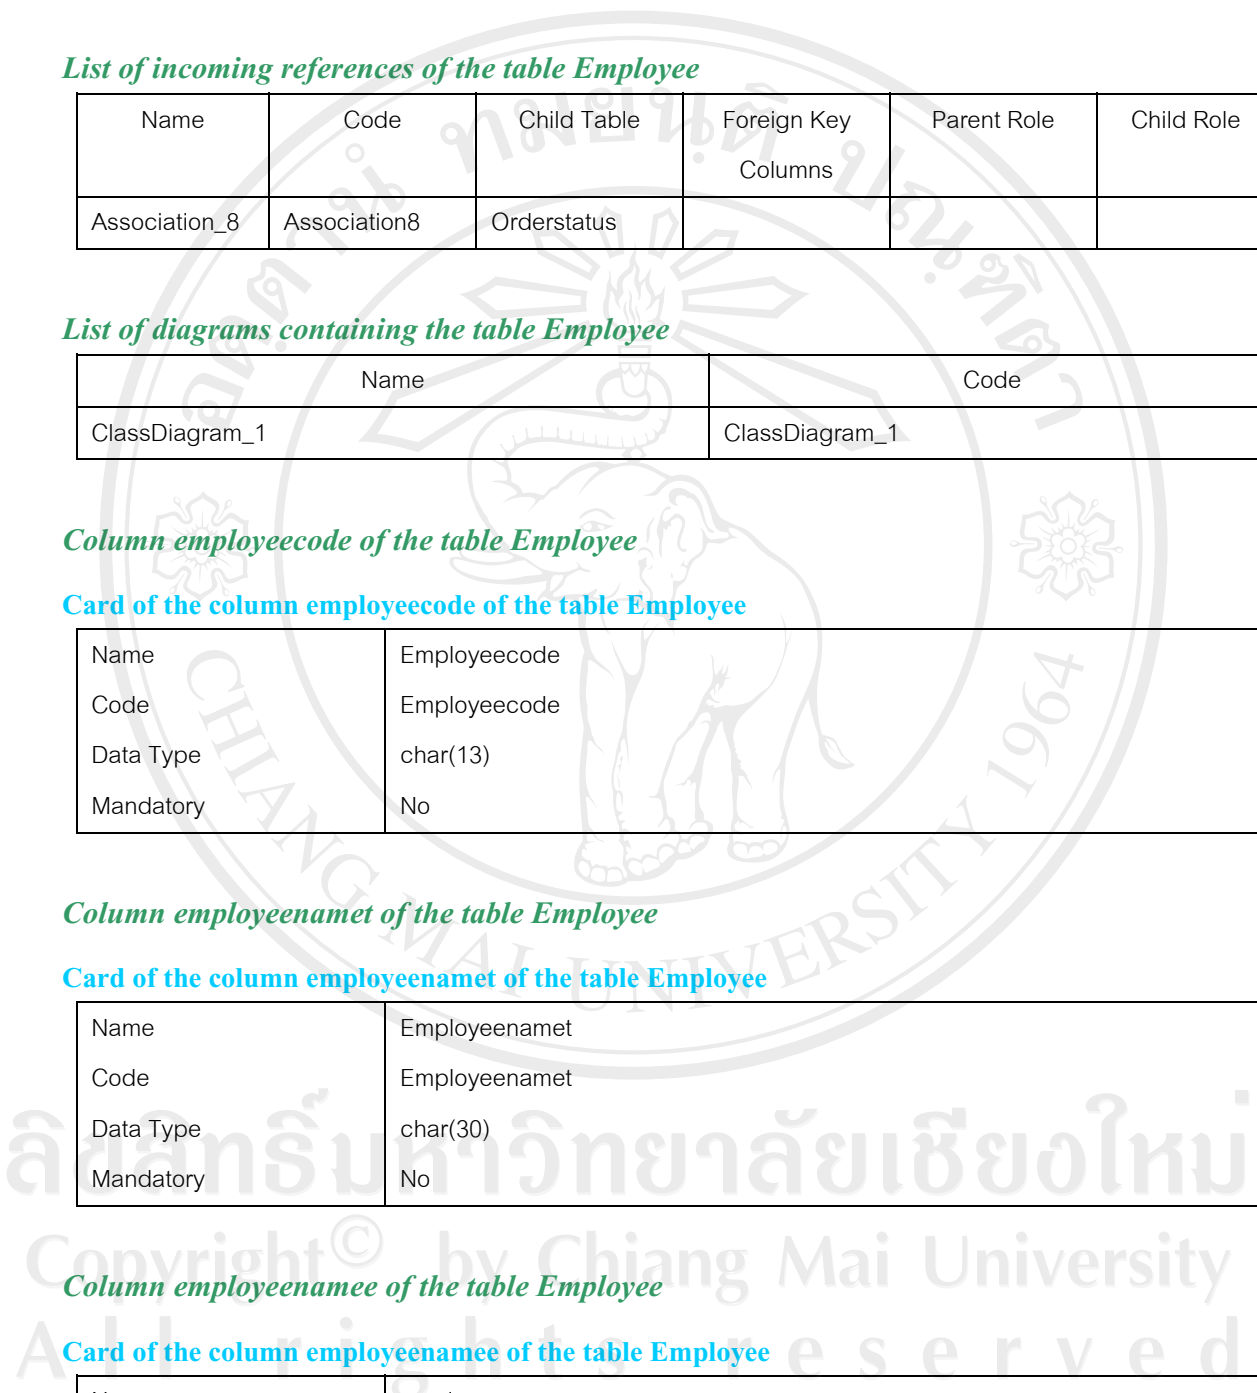 List of incoming references of the table Employee
Name Code Child Table Foreign Key Columns Parent Role Child Role
Association_8 Association8 Orderstatus
List of diagrams containing the table Employee
Name Code
ClassDiagram_1 ClassDiagram_1
Column employeecode of the table Employee
Card of the column employeecode of the table Employee
Name Employeecode
Code Employeecode
Data Type char(13)
Mandatory No
Column employeenamet of the table Employee
Card of the column employeenamet of the table Employee
Name Employeenamet
Code Employeenamet
Data Type char(30)
Mandatory No
Column employeenamee of the table Employee
Card of the column employeenamee of the table Employee
CHIANG MAI UNIVERSITY 1964
ลิขสิทธิ์มหาวิทยาลัยเชียงใหม่
Copyright© by Chiang Mai University
All rights reserved